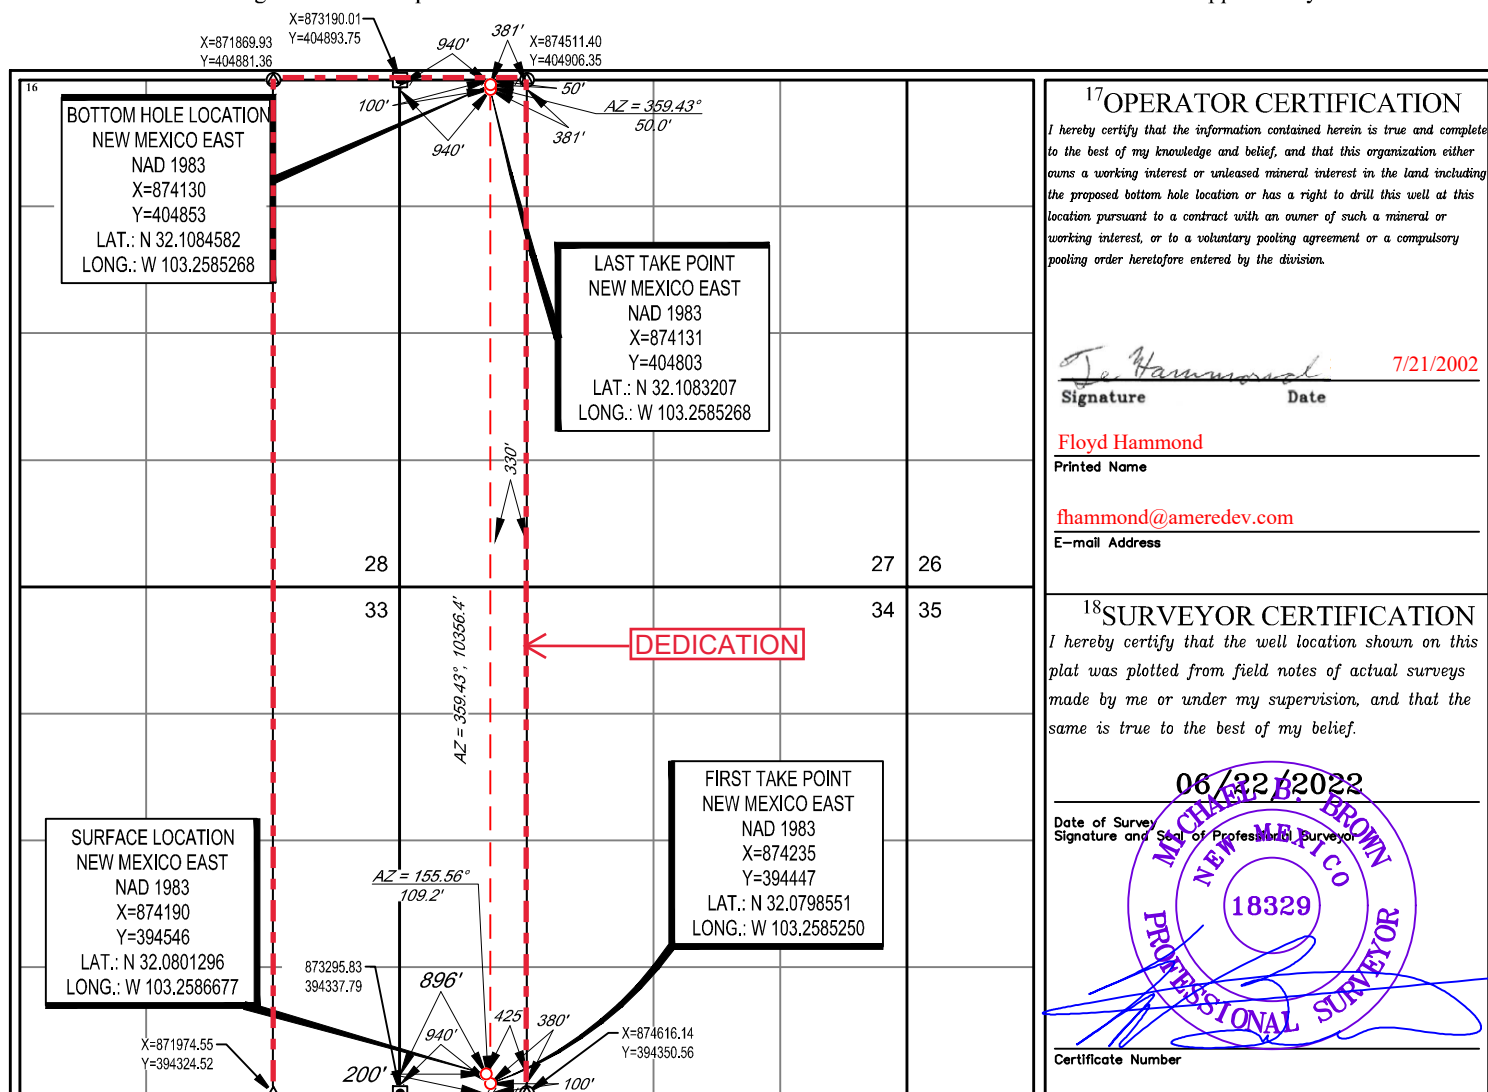 X=873190.01
Y=404893.75
X=871869.93
Y=404881.36
940'
381'
X=874511.40
Y=404906.35
16
100'
50'
AZ = 359.43°
50.0'
940'
381'
BOTTOM HOLE LOCATION
NEW MEXICO EAST
NAD 1983
X=874130
Y=404853
LAT.: N 32.1084582
LONG.: W 103.2585268
LAST TAKE POINT
NEW MEXICO EAST
NAD 1983
X=874131
Y=404803
LAT.: N 32.1083207
LONG.: W 103.2585268
330'
28
27
26
33
34
35
AZ = 359.43°, 10356.4'
DEDICATION
FIRST TAKE POINT
NEW MEXICO EAST
NAD 1983
X=874235
Y=394447
LAT.: N 32.0798551
LONG.: W 103.2585250
SURFACE LOCATION
NEW MEXICO EAST
NAD 1983
X=874190
Y=394546
LAT.: N 32.0801296
LONG.: W 103.2586677
AZ = 155.56°
109.2'
873295.83
394337.79
896'
425'
380'
940'
X=874616.14
Y=394350.56
X=871974.55
Y=394324.52
200'
100'
17 OPERATOR CERTIFICATION
I hereby certify that the information contained herein is true and complete
to the best of my knowledge and belief, and that this organization either
owns a working interest or unleased mineral interest in the land including
the proposed bottom hole location or has a right to drill this well at this
location pursuant to a contract with an owner of such a mineral or
working interest, or to a voluntary pooling agreement or a compulsory
pooling order heretofore entered by the division.
7/21/2002
Signature Date
Floyd Hammond
Printed Name
fhammond@ameredev.com
E-mail Address
18 SURVEYOR CERTIFICATION
I hereby certify that the well location shown on this
plat was plotted from field notes of actual surveys
made by me or under my supervision, and that the
same is true to the best of my belief.
06/22/2022
Date of Survey
Signature and Seal of Professional Surveyor
MICHAEL B. BROWN
NEW MEXICO
18329
PROFESSIONAL SURVEYOR
Certificate Number